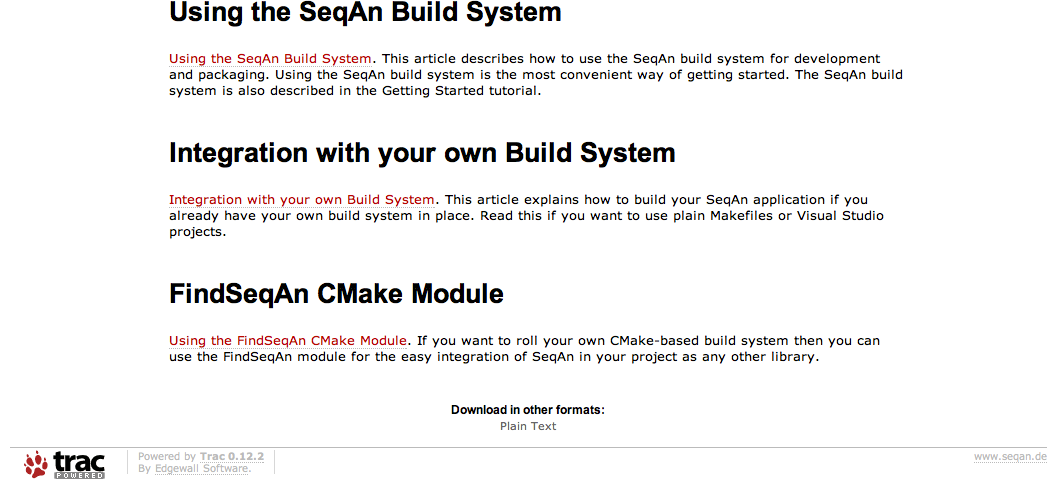 Using the SeqAn Build System
Using the SeqAn Build System. This article describes how to use the SeqAn build system for development
and packaging. Using the SeqAn build system is the most convenient way of getting started. The SeqAn build
system is also described in the Getting Started tutorial.
Integration with your own Build System
Integration with your own Build System. This article explains how to build your SeqAn application if you
already have your own build system in place. Read this if you want to use plain Makefiles or Visual Studio
projects.
FindSeqAn CMake Module
Using the FindSeqAn CMake Module. If you want to roll your own CMake-based build system then you can
use the FindSeqAn module for the easy integration of SeqAn in your project as any other library.
Download in other formats:
Plain Text
trac
POWERED
Powered by Trac 0.12.2
By Edgewall Software.
www.seqan.de